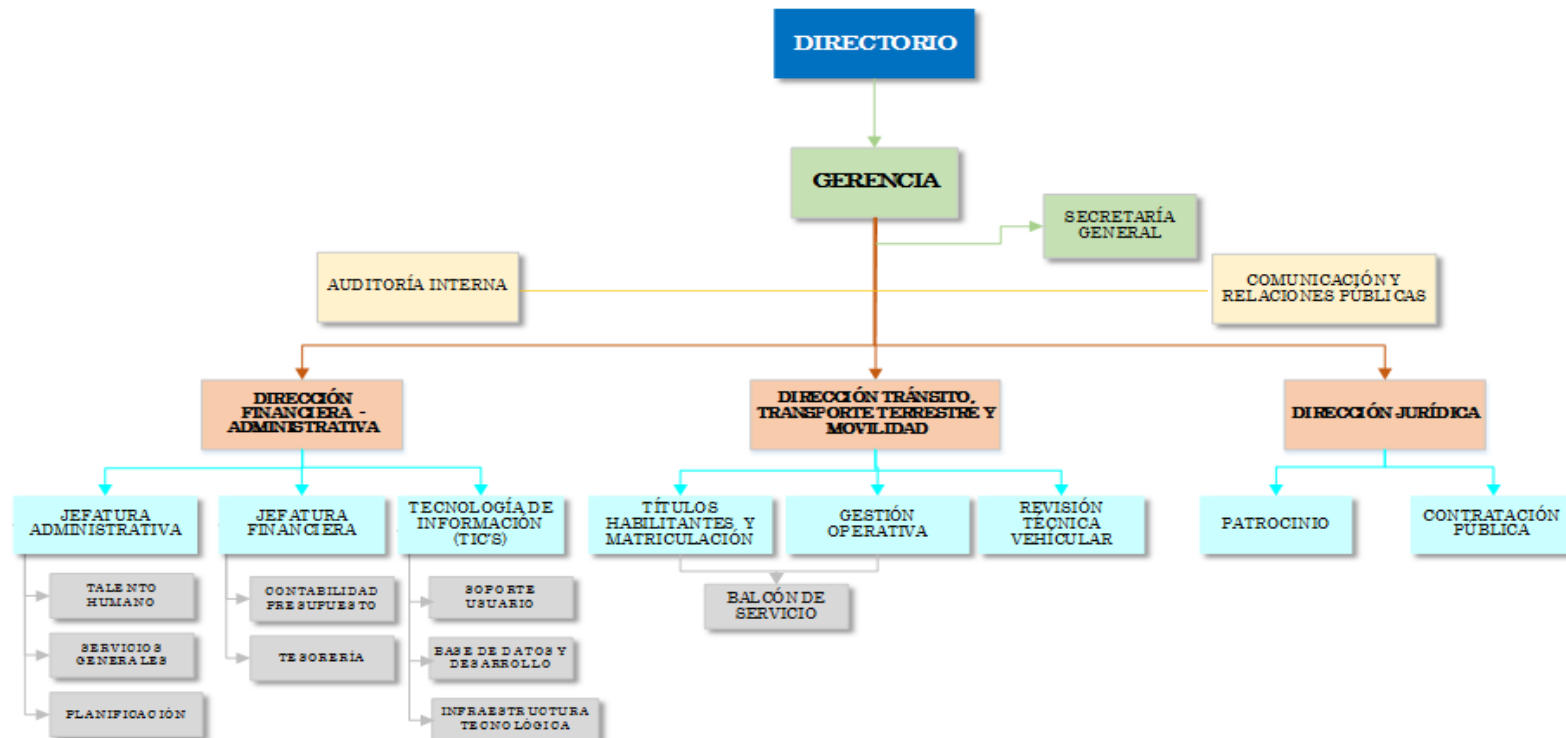 DIRECTORIO
GERENCIA
SECRETARÍA
GENERAL
AUDITORÍA INTERNA
COMUNICACIÓN Y
RELACIONES PÚBLICAS
DIRECCIÓN
FINANCIERA -
ADMINISTRATIVA
DIRECCIÓN TRÁNSITO,
TRANSPORTE TERRESTRE Y
MOVILIDAD
DIRECCIÓN JURÍDICA
JEFATURA
ADMINISTRATIVA
JEFATURA
FINANCIERA
TECNOLOGÍA DE
INFORMACIÓN
(TIC'S)
TÍTULOS
HABILITANTES Y
MATRICULACIÓN
GESTIÓN
OPERATIVA
REVISIÓN
TÉCNICA
VEHÍCULAR
PATROCINIO
CONTRATACIÓN
PÚBLICA
TALENTO
HUMANO
CONTABILIDAD
PRESUPUESTO
SOPORTE
USUARIO
BALCÓN DE
SERVICIO
SERVICIOS
GENERALES
TESORERÍA
BASE DE DATOS Y
DESARROLLO
PLANIFICACIÓN
INFRAESTRUCTURA
TECNOLÓGICA